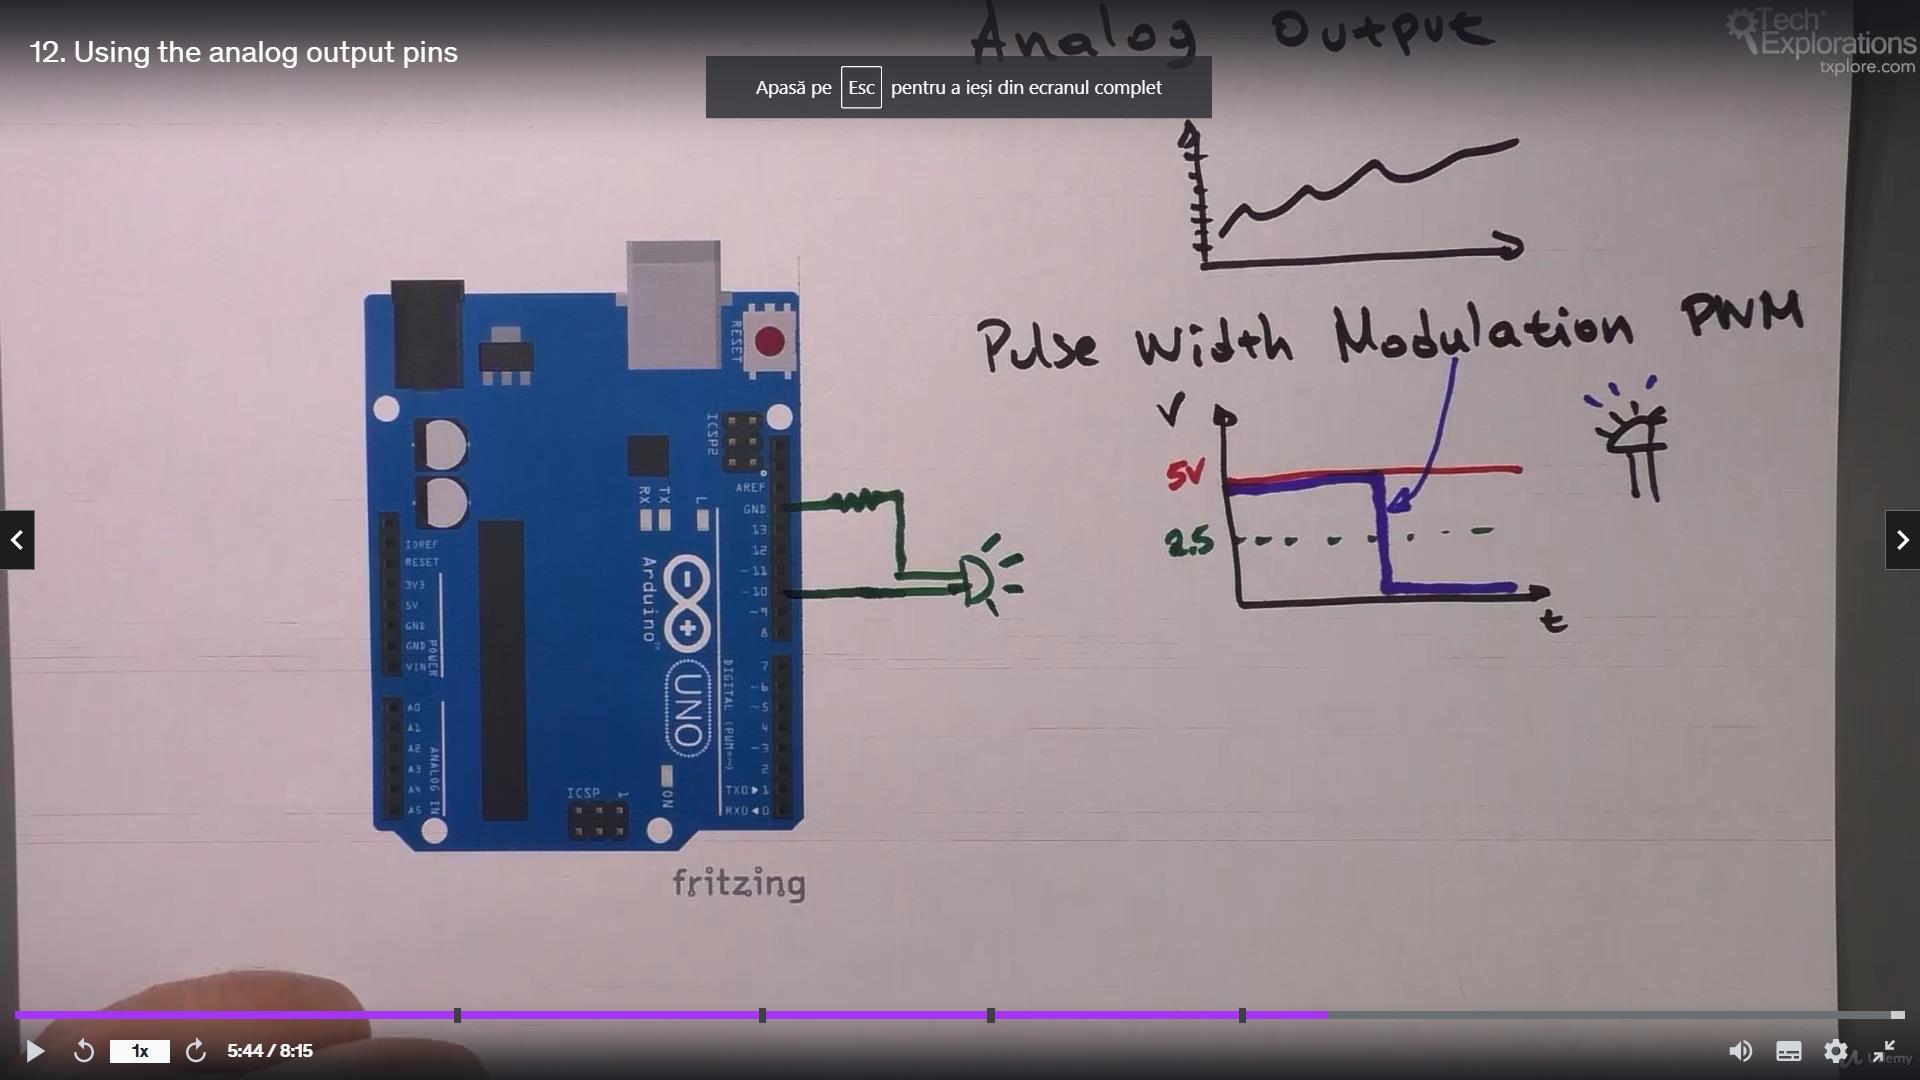 12. Using the analog output pins
Analog Output
Tech
Explorations
txplore.com
Apasă pe Esc pentru a ieși din ecranul complet
Pulse Width Modulation PWM
V
5V
2.5
t
RESET
ICSP2
AREF
GND
13
12
~11
~10
~9
8
7
~6
~5
4
~3
2
TXD▶1
RXD◀0
DIGITAL (PWM=~)
RX TX L
Arduino™
UNO
IOREF
RESET
3V3
5V
GND
GND
VIN
POWER
A0
A1
A2
A3
A4
A5
ANALOG IN
ICSP 1
ON
fritzing
1x
5:44 / 8:15
Udemy